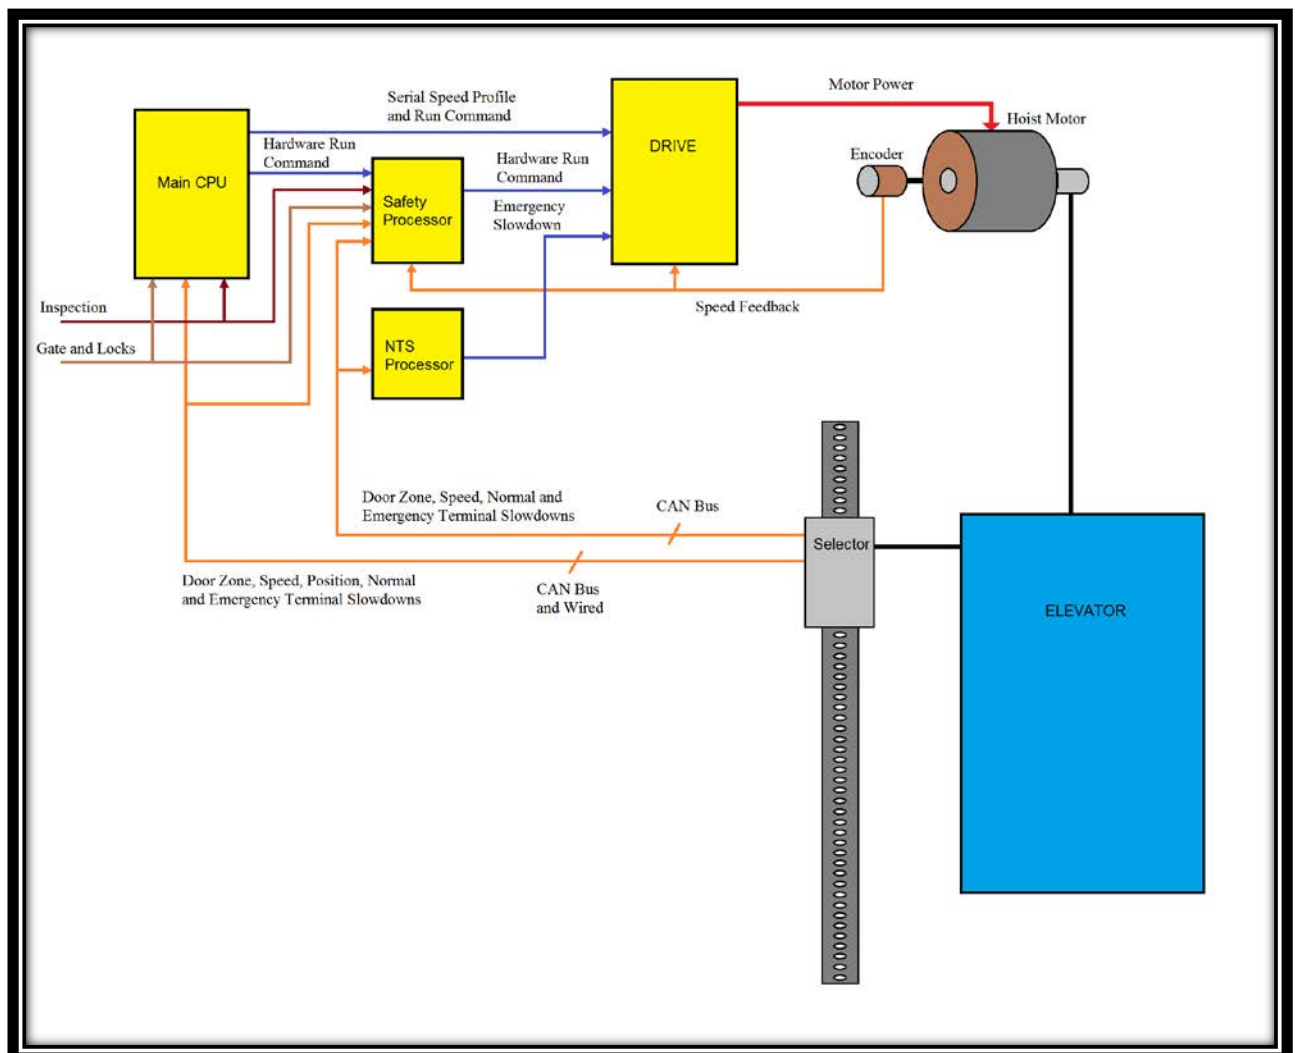 Serial Speed Profile
and Run Command
Motor Power
Hoist Motor
Hardware Run
Command
Main CPU
DRIVE
Encoder
Hardware Run
Command
Safety
Processor
Emergency
Slowdown
Inspection
Speed Feedback
Gate and Locks
NTS
Processor
Door Zone, Speed, Normal and
Emergency Terminal Slowdowns
CAN Bus
Selector
Door Zone, Speed, Position, Normal
and Emergency Terminal Slowdowns
CAN Bus
and Wired
ELEVATOR